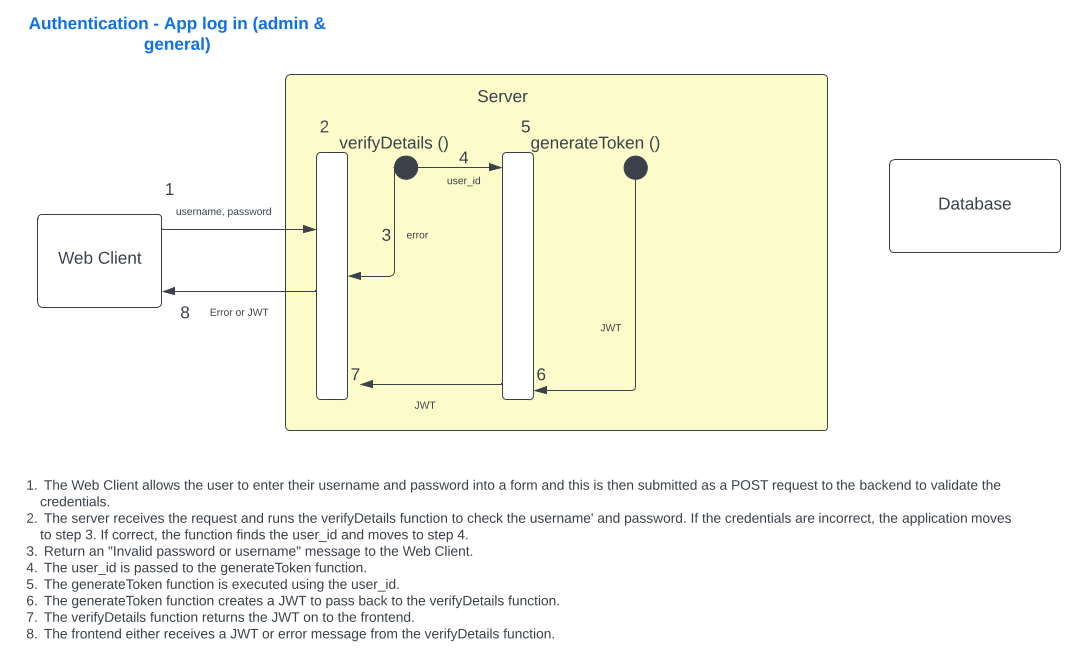 Authentication - App log in (admin &
general)
Server
2
5
verifyDetails ()
generateToken ()
4
user_id
1
username, password
3
error
Web Client
Database
8
Error or JWT
JWT
7
6
JWT
1. The Web Client allows the user to enter their username and password into a form and this is then submitted as a POST request to the backend to validate the
credentials.
2. The server receives the request and runs the verifyDetails function to check the username' and password. If the credentials are incorrect, the application moves
to step 3. If correct, the function finds the user_id and moves to step 4.
3. Return an "Invalid password or username" message to the Web Client.
4. The user_id is passed to the generateToken function.
5. The generateToken function is executed using the user_id.
6. The generateToken function creates a JWT to pass back to the verifyDetails function.
7. The verifyDetails function returns the JWT on to the frontend.
8. The frontend either receives a JWT or error message from the verifyDetails function.